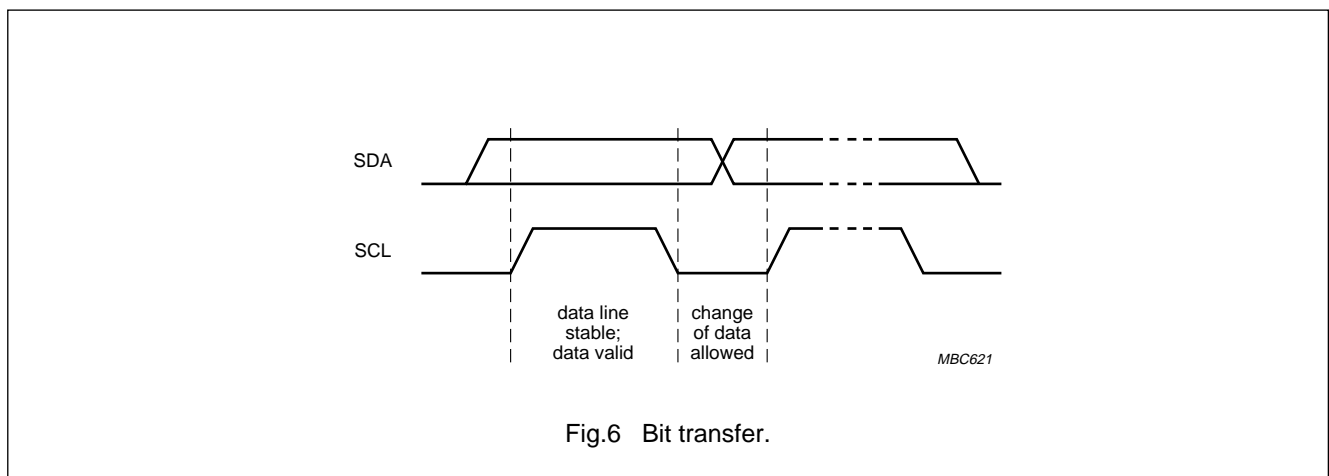 SDA
SCL
data line
stable;
data valid
change
of data
allowed
MBC621
Fig.6 Bit transfer.